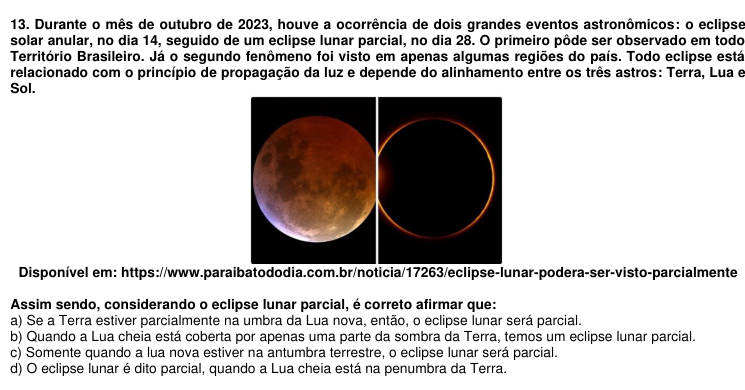 13. Durante o mês de outubro de 2023, houve a ocorrência de dois grandes eventos astronômicos: o eclipse
solar anular, no dia 14, seguido de um eclipse lunar parcial, no dia 28. O primeiro pôde ser observado em todo
Território Brasileiro. Já o segundo fenômeno foi visto em apenas algumas regiões do país. Todo eclipse está
relacionado com o princípio de propagação da luz e depende do alinhamento entre os três astros: Terra, Lua e
Sol.
Disponível em: https://www.paraibatododia.com.br/noticia/17263/eclipse-lunar-podera-ser-visto-parcialmente
Assim sendo, considerando o eclipse lunar parcial, é correto afirmar que:
a) Se a Terra estiver parcialmente na umbra da Lua nova, então, o eclipse lunar será parcial.
b) Quando a Lua cheia está coberta por apenas uma parte da sombra da Terra, temos um eclipse lunar parcial.
c) Somente quando a lua nova estiver na antumbra terrestre, o eclipse lunar será parcial.
d) O eclipse lunar é dito parcial, quando a Lua cheia está na penumbra da Terra.